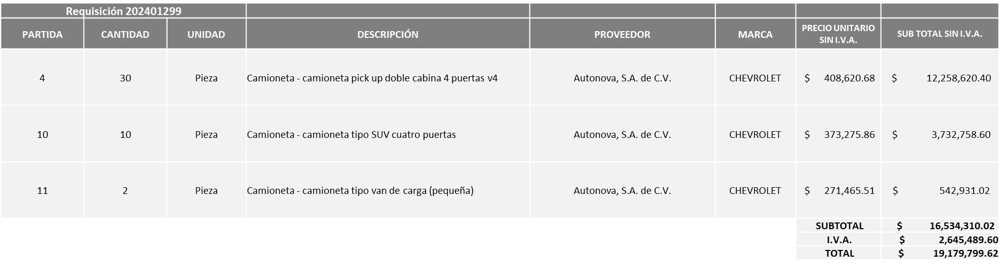 Requisición 202401299
PARTIDA CANTIDAD UNIDAD DESCRIPCIÓN PROVEEDOR MARCA PRECIO UNITARIO SIN I.V.A. SUB TOTAL SIN I.V.A.
4 30 Pieza Camioneta - camioneta pick up doble cabina 4 puertas v4 Autonova, S.A. de C.V. CHEVROLET $ 408,620.68 $ 12,258,620.40
10 10 Pieza Camioneta - camioneta tipo SUV cuatro puertas Autonova, S.A. de C.V. CHEVROLET $ 373,275.86 $ 3,732,758.60
11 2 Pieza Camioneta - camioneta tipo van de carga (pequeña) Autonova, S.A. de C.V. CHEVROLET $ 271,465.51 $ 542,931.02
SUBTOTAL $ 16,534,310.02
I.V.A. $ 2,645,489.60
TOTAL $ 19,179,799.62